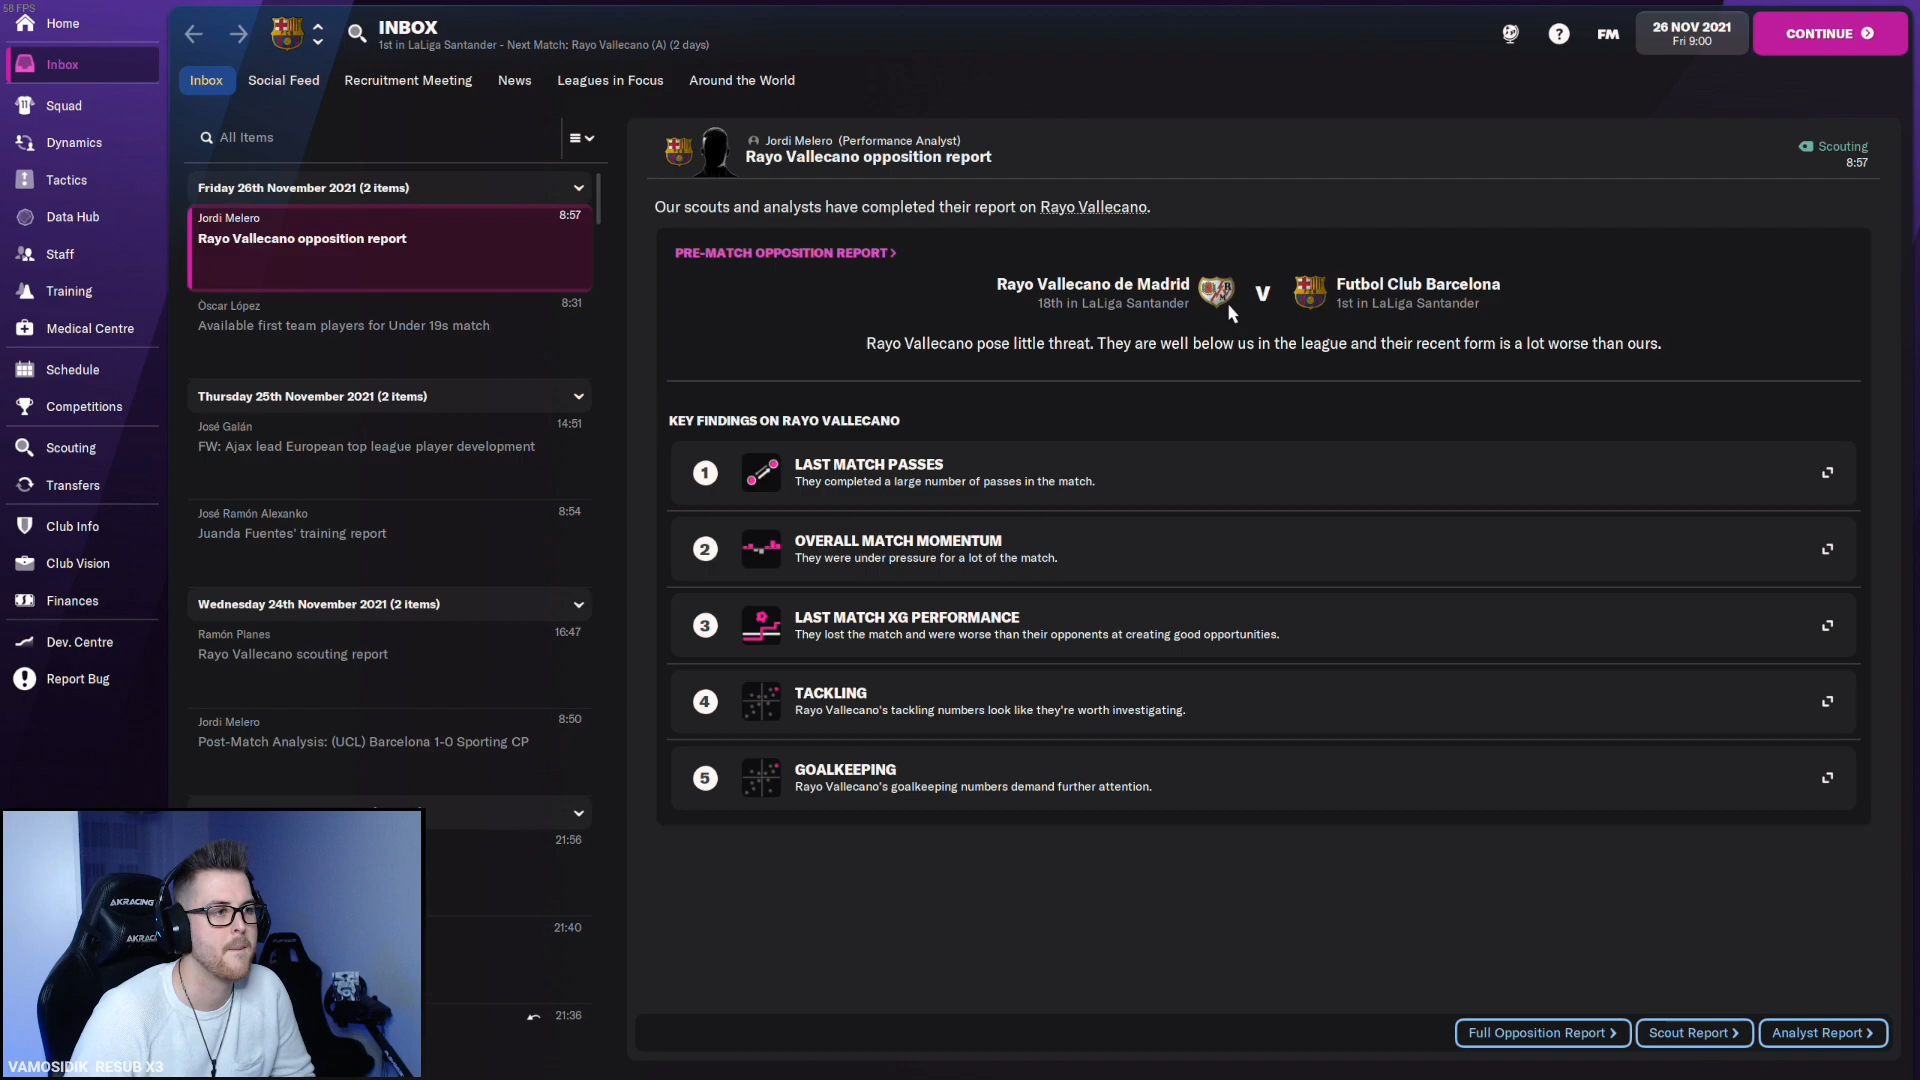 58 FPS
Home
Inbox
Squad
Dynamics
Tactics
Data Hub
Staff
Training
Medical Centre
Schedule
Competitions
Scouting
Transfers
Club Info
Club Vision
Finances
Dev. Centre
Report Bug
INBOX
1st in LaLiga Santander - Next Match: Rayo Vallecano (A) (2 days)
? FM
26 NOV 2021
Fri 9:00
CONTINUE
Inbox Social Feed Recruitment Meeting News Leagues in Focus Around the World
All Items
Friday 26th November 2021 (2 items)
Jordi Melero 8:57
Rayo Vallecano opposition report
Òscar López 8:31
Available first team players for Under 19s match
Thursday 25th November 2021 (2 items)
José Galán 14:51
FW: Ajax lead European top league player development
José Ramón Alexanko 8:54
Juanda Fuentes' training report
Wednesday 24th November 2021 (2 items)
Ramón Planes 16:47
Rayo Vallecano scouting report
Jordi Melero 8:50
Post-Match Analysis: (UCL) Barcelona 1-0 Sporting CP
21:56
21:40
21:36
Jordi Melero (Performance Analyst)
Rayo Vallecano opposition report
Scouting
8:57
Our scouts and analysts have completed their report on Rayo Vallecano.
PRE-MATCH OPPOSITION REPORT >
Rayo Vallecano de Madrid V Futbol Club Barcelona
18th in LaLiga Santander 1st in LaLiga Santander
Rayo Vallecano pose little threat. They are well below us in the league and their recent form is a lot worse than ours.
KEY FINDINGS ON RAYO VALLECANO
1 LAST MATCH PASSES
They completed a large number of passes in the match.
2 OVERALL MATCH MOMENTUM
They were under pressure for a lot of the match.
3 LAST MATCH XG PERFORMANCE
They lost the match and were worse than their opponents at creating good opportunities.
4 TACKLING
Rayo Vallecano's tackling numbers look like they're worth investigating.
5 GOALKEEPING
Rayo Vallecano's goalkeeping numbers demand further attention.
Full Opposition Report > Scout Report > Analyst Report >
AKRACING
VAMOSIDIK RESUB X3